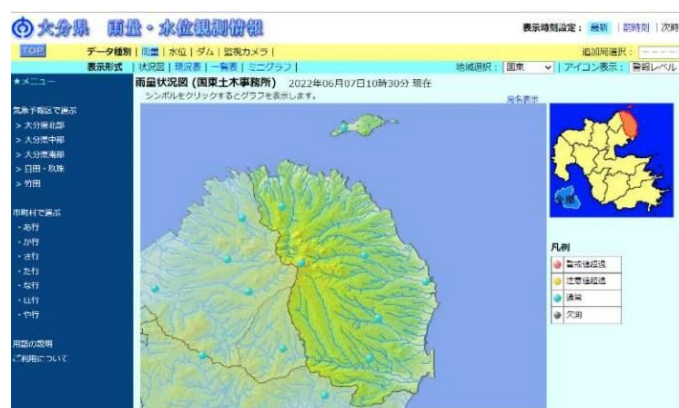 大分県 雨量・水位観測情報
表示時刻設定: 最新 | 前時刻 | 次時
TOP
データ種別 | 雨量 | 水位 | ダム | 監視カメラ |
追加局選択:
表示形式 | 状況図 | 現況表 | 一覧表 | ミニグラフ |
地域選択: 国東 | アイコン表示: 警報レベル
★メニュー
雨量状況図 (国東土木事務所) 2022年06月07日10時30分 現在
シンボルをクリックするとグラフを表示します。
局名表示
気象予報区で選ぶ
> 大分県北部
> 大分県中部
> 大分県南部
> 日田・玖珠
> 竹田
市町村で選ぶ
・あ行
・か行
・さ行
・た行
・な行
・は行
・や行
用語の説明
ご利用について
凡例
警戒値超過
注意値超過
通常
欠測